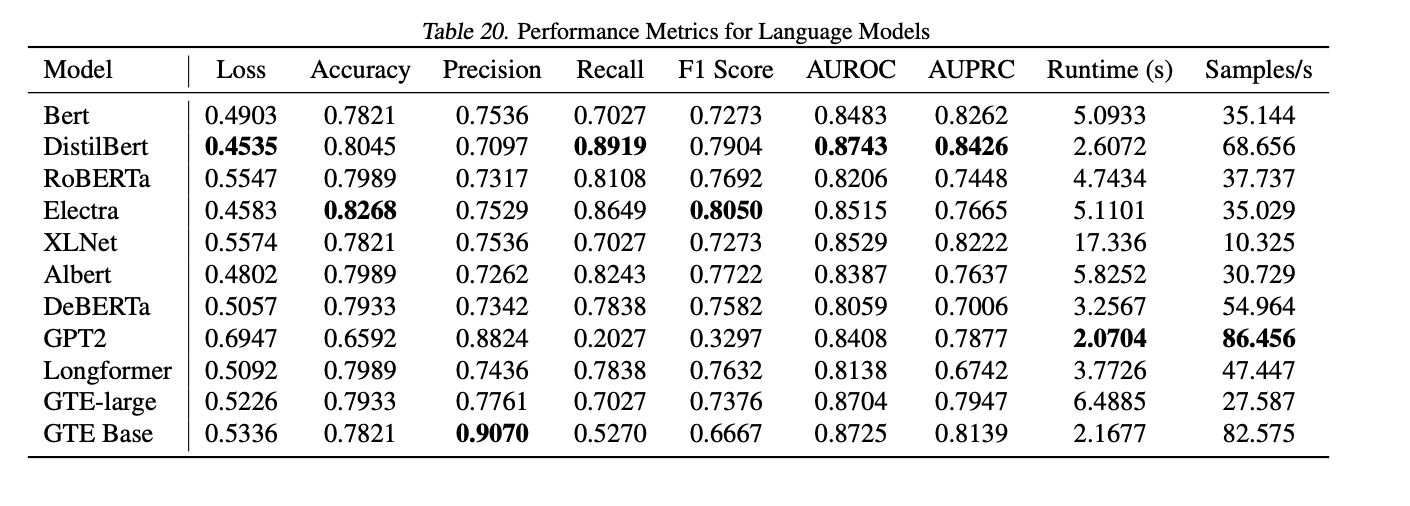 Table 20. Performance Metrics for Language Models
Model Loss Accuracy Precision Recall F1 Score AUROC AUPRC Runtime (s) Samples/s
Bert 0.4903 0.7821 0.7536 0.7027 0.7273 0.8483 0.8262 5.0933 35.144
DistilBert 0.4535 0.8045 0.7097 0.8919 0.7904 0.8743 0.8426 2.6072 68.656
RoBERTa 0.5547 0.7989 0.7317 0.8108 0.7692 0.8206 0.7448 4.7434 37.737
Electra 0.4583 0.8268 0.7529 0.8649 0.8050 0.8515 0.7665 5.1101 35.029
XLNet 0.5574 0.7821 0.7536 0.7027 0.7273 0.8529 0.8222 17.336 10.325
Albert 0.4802 0.7989 0.7262 0.8243 0.7722 0.8387 0.7637 5.8252 30.729
DeBERTa 0.5057 0.7933 0.7342 0.7838 0.7582 0.8059 0.7006 3.2567 54.964
GPT2 0.6947 0.6592 0.8824 0.2027 0.3297 0.8408 0.7877 2.0704 86.456
Longformer 0.5092 0.7989 0.7436 0.7838 0.7632 0.8138 0.6742 3.7726 47.447
GTE-large 0.5226 0.7933 0.7761 0.7027 0.7376 0.8704 0.7947 6.4885 27.587
GTE Base 0.5336 0.7821 0.9070 0.5270 0.6667 0.8725 0.8139 2.1677 82.575